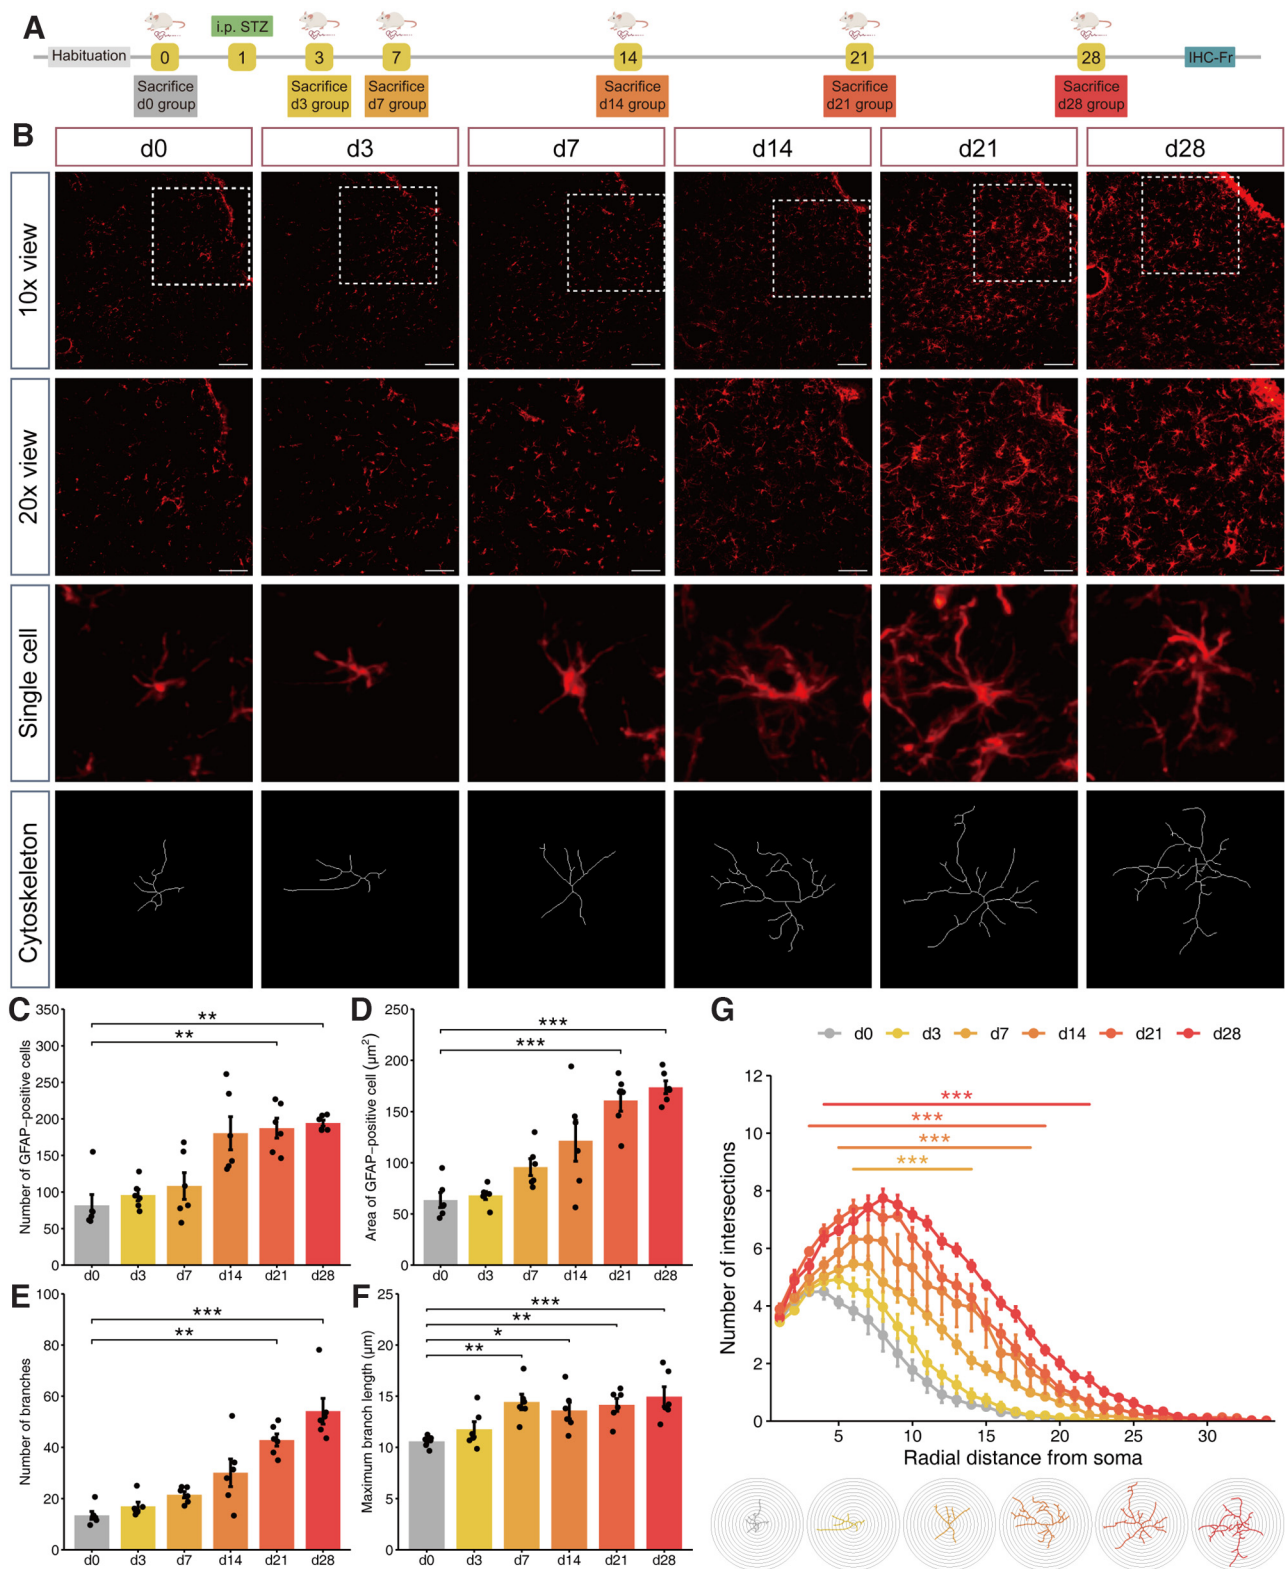 A
i.p. STZ
Habituation
0
1
3
7
14
21
28
IHC-Fr
Sacrifice
d0 group
Sacrifice
d3 group
Sacrifice
d7 group
Sacrifice
d14 group
Sacrifice
d21 group
Sacrifice
d28 group
B
d0
d3
d7
d14
d21
d28
10x view
20x view
Single cell
Cytoskeleton
C
Number of GFAP−positive cells
350
300
250
200
150
100
50
0
**
**
d0
d3
d7
d14
d21
d28
D
Area of GFAP−positive cell (μm²)
250
200
150
100
50
0
***
***
d0
d3
d7
d14
d21
d28
E
Number of branches
100
80
60
40
20
0
***
**
d0
d3
d7
d14
d21
d28
F
Maximum branch length (μm)
25
20
15
10
5
0
***
**
*
**
d0
d3
d7
d14
d21
d28
G
d0
d3
d7
d14
d21
d28
Number of intersections
12
10
8
6
4
2
0
***
***
***
***
5
10
15
20
25
30
Radial distance from soma